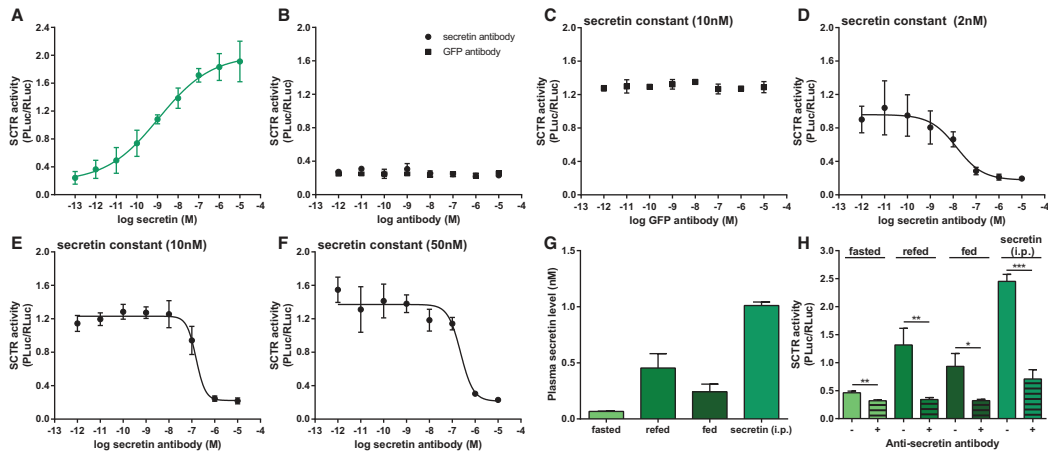 A
SCTR activity
(PLuc/RLuc)
2.4
2.0
1.6
1.2
0.8
0.4
0.0
-13 -12 -11 -10 -9 -8 -7 -6 -5 -4
log secretin (M)
B
secretin antibody
GFP antibody
SCTR activity
(PLuc/RLuc)
2.4
2.0
1.6
1.2
0.8
0.4
0.0
-13 -12 -11 -10 -9 -8 -7 -6 -5 -4
log antibody (M)
C
secretin constant (10nM)
SCTR activity
(PLuc/RLuc)
2.4
2.0
1.6
1.2
0.8
0.4
0.0
-13 -12 -11 -10 -9 -8 -7 -6 -5 -4
log GFP antibody (M)
D
secretin constant (2nM)
SCTR activity
(PLuc/RLuc)
2.0
1.6
1.2
0.8
0.4
0.0
-13 -12 -11 -10 -9 -8 -7 -6 -5 -4
log secretin antibody (M)
E
secretin constant (10nM)
SCTR activity
(PLuc/RLuc)
2.0
1.6
1.2
0.8
0.4
0.0
-13 -12 -11 -10 -9 -8 -7 -6 -5 -4
log secretin antibody (M)
F
secretin constant (50nM)
SCTR activity
(PLuc/RLuc)
2.0
1.6
1.2
0.8
0.4
0.0
-13 -12 -11 -10 -9 -8 -7 -6 -5 -4
log secretin antibody (M)
G
Plasma secretin level (nM)
1.5
1.0
0.5
0.0
fasted refed fed secretin (i.p.)
H
SCTR activity
(PLuc/RLuc)
3.0
2.5
2.0
1.5
1.0
0.5
0.0
fasted refed fed secretin
(i.p.)
** ** * ***
- + - + - + - +
Anti-secretin antibody